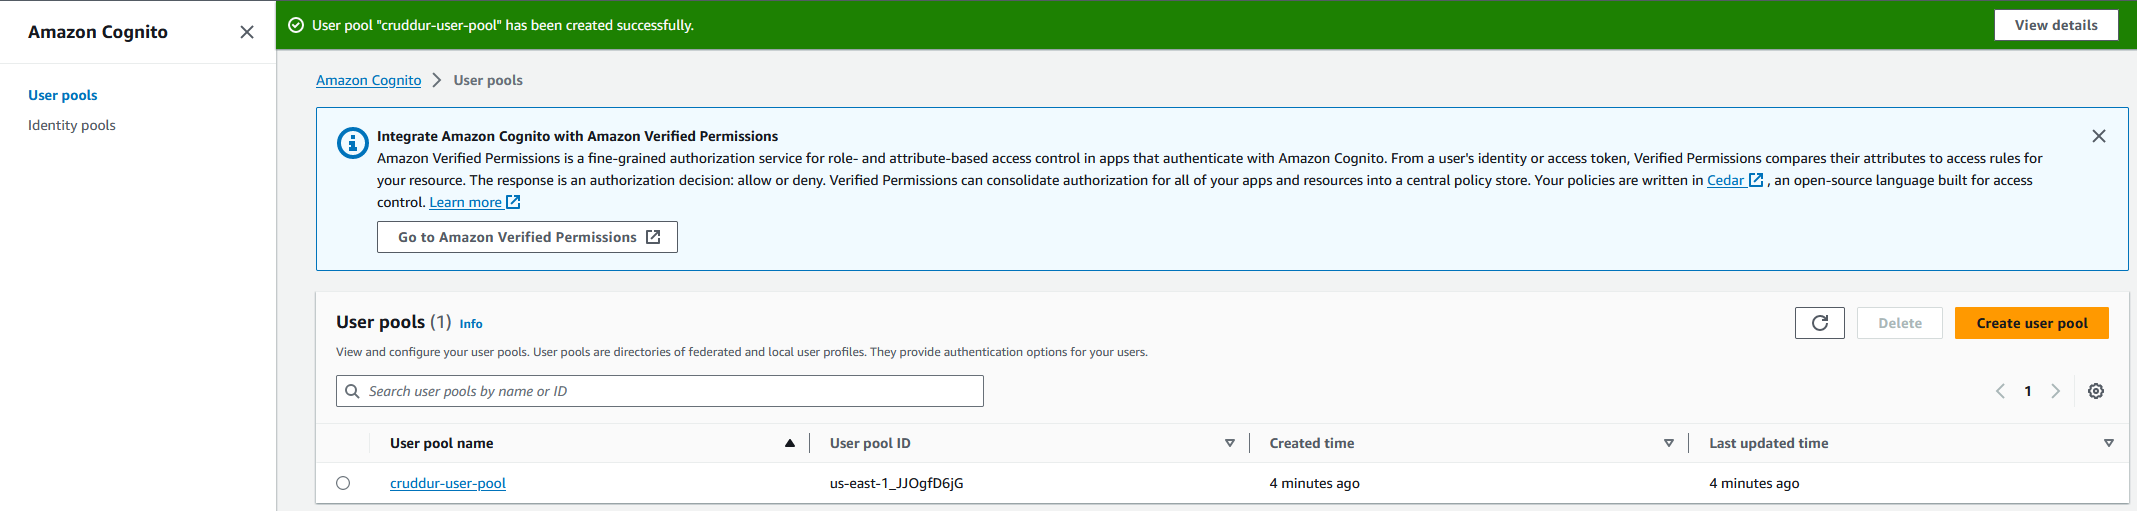 Amazon Cognito
User pools
Identity pools
User pool "cruddur-user-pool" has been created successfully.
View details
Amazon Cognito > User pools
Integrate Amazon Cognito with Amazon Verified Permissions
Amazon Verified Permissions is a fine-grained authorization service for role- and attribute-based access control in apps that authenticate with Amazon Cognito. From a user's identity or access token, Verified Permissions compares their attributes to access rules for
your resource. The response is an authorization decision: allow or deny. Verified Permissions can consolidate authorization for all of your apps and resources into a central policy store. Your policies are written in Cedar , an open-source language built for access
control. Learn more
Go to Amazon Verified Permissions
User pools (1) Info
Delete
Create user pool
View and configure your user pools. User pools are directories of federated and local user profiles. They provide authentication options for your users.
Search user pools by name or ID
1
User pool name User pool ID Created time Last updated time
cruddur-user-pool us-east-1_JJOgfD6jG 4 minutes ago 4 minutes ago